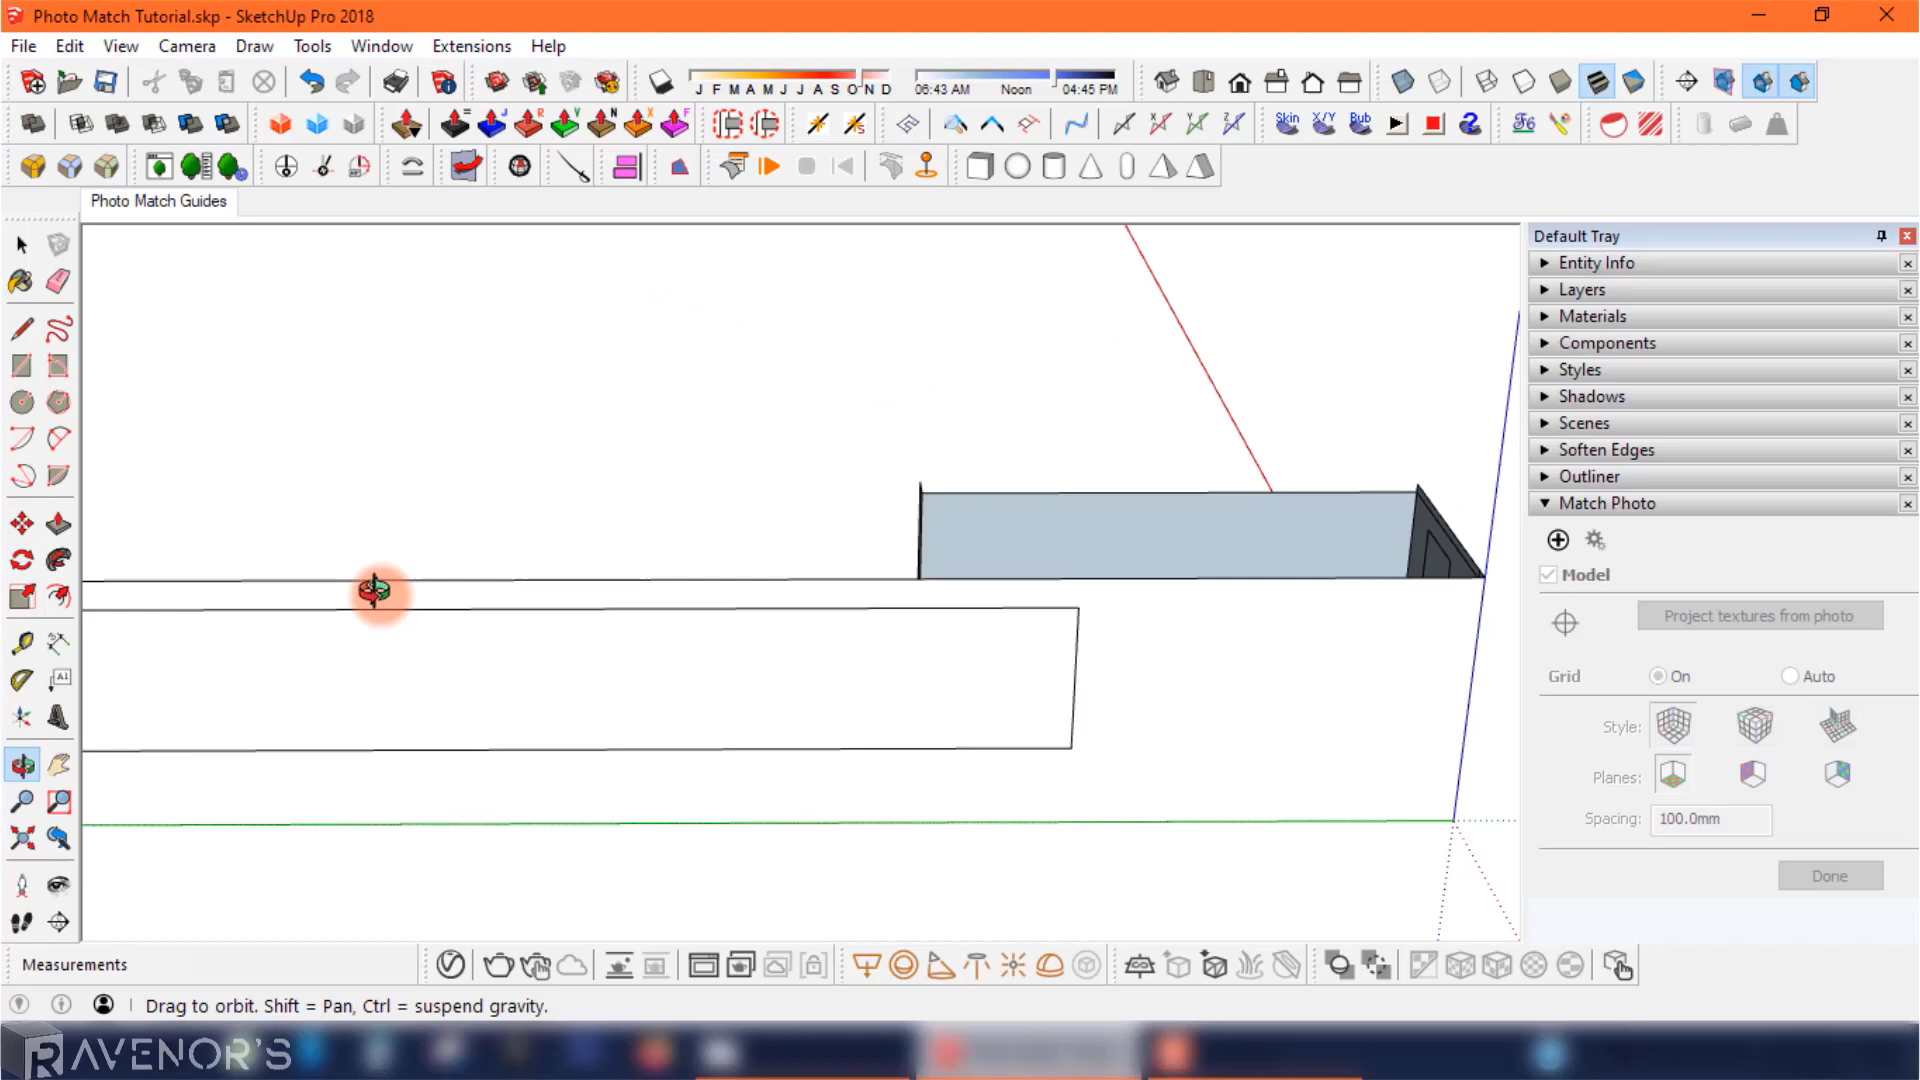 Photo Match Tutorial.skp - SketchUp Pro 2018
File Edit View Camera Draw Tools Window Extensions Help
J F M A M J J A S O N D 06:43 AM Noon 04:45 PM
= J R V N X F S Z Skin X/Y Bub
Photo Match Guides
Default Tray
Entity Info
Layers
Materials
Components
Styles
Shadows
Scenes
Soften Edges
Outliner
Match Photo
Model
Project textures from photo
Grid On Auto
A1
Style:
Planes:
Spacing: 100.0mm
Done
Measurements
Drag to orbit. Shift = Pan, Ctrl = suspend gravity.
RAVENOR'S